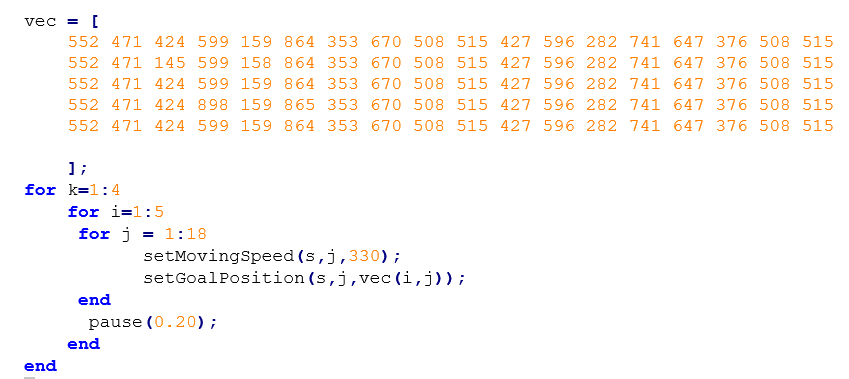 vec = [
    552 471 424 599 159 864 353 670 508 515 427 596 282 741 647 376 508 515
    552 471 145 599 158 864 353 670 508 515 427 596 282 741 647 376 508 515
    552 471 424 599 159 864 353 670 508 515 427 596 282 741 647 376 508 515
    552 471 424 898 159 865 353 670 508 515 427 596 282 741 647 376 508 515
    552 471 424 599 159 864 353 670 508 515 427 596 282 741 647 376 508 515
    ];
for k=1:4
    for i=1:5
     for j = 1:18
           setMovingSpeed(s,j,330);
           setGoalPosition(s,j,vec(i,j));
     end
      pause(0.20);
    end
end